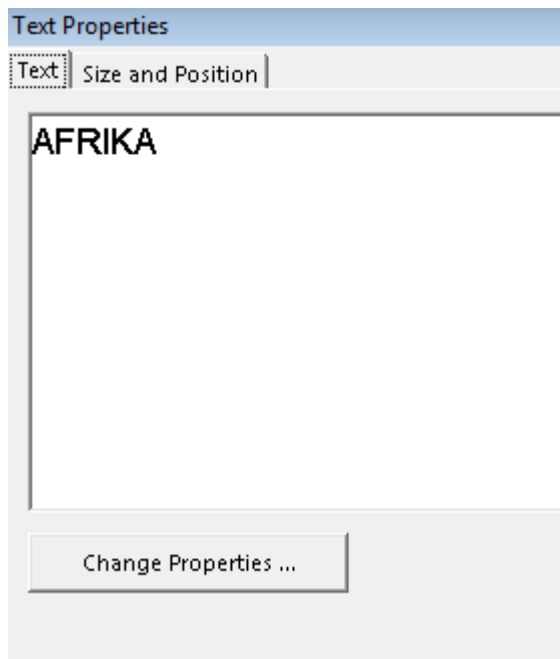 Text Properties
Text Size and Position
AFRIKA
Change Properties ...